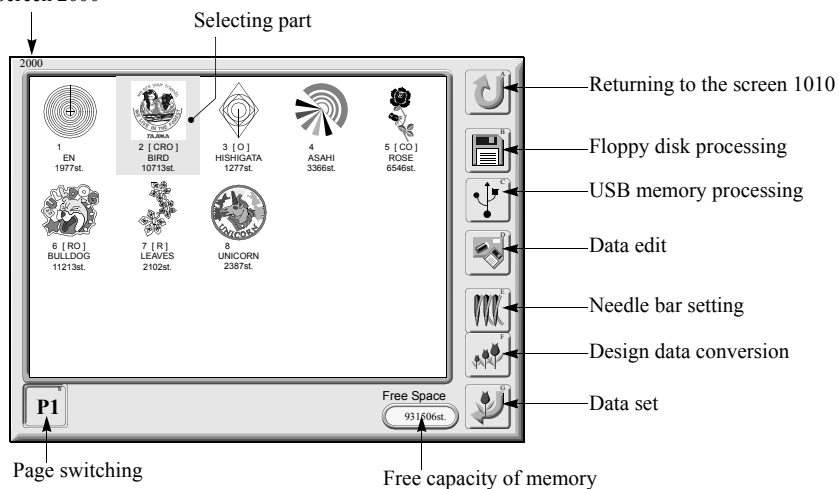 Selecting part
2000
1
EN
1977st.
2 [ CRO ]
BIRD
10713st.
3 [ O ]
HISHIGATA
1277st.
4
ASAHI
3366st.
5 [ CO ]
ROSE
6546st.
6 [ RO ]
BULLDOG
11213st.
7 [ R ]
LEAVES
2102st.
8
UNICORN
2387st.
TAJIMA
BULLDOG
UNICORN
A
Returning to the screen 1010
B
Floppy disk processing
C
USB memory processing
D
Data edit
E
Needle bar setting
F
Design data conversion
G
Data set
P1
R
Free Space
931506st.
Page switching
Free capacity of memory